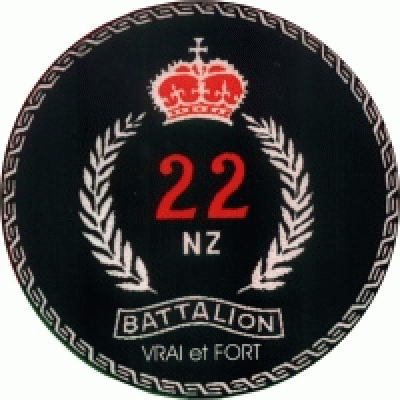 22
NZ
BATTALION
VRAI et FORT